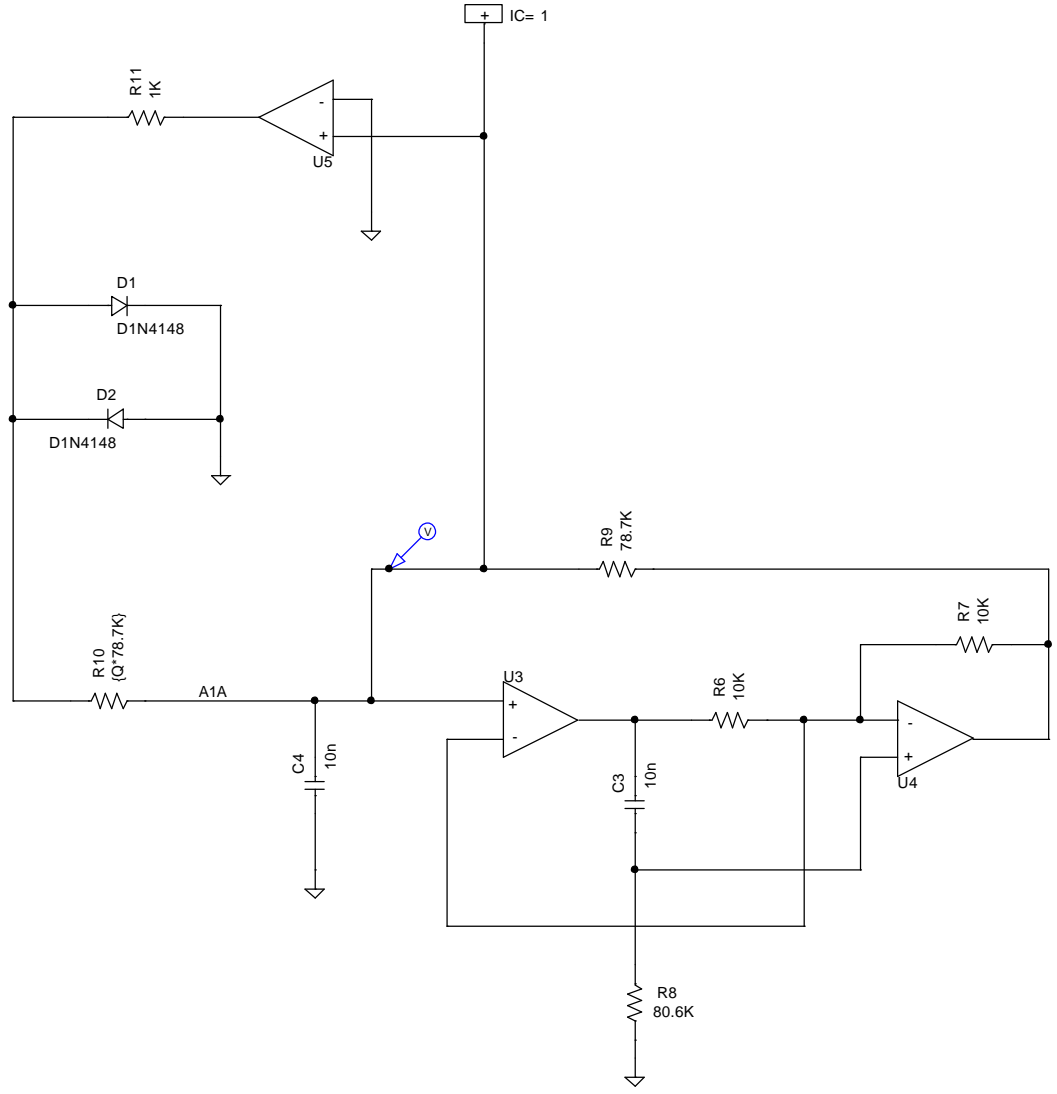 + IC= 1
R11
1K
-
+
U5
D1
D1N4148
D2
D1N4148
V
R9
78.7K
R7
10K
R10
{Q*78.7K}
A1A
U3
+
-
R6
10K
-
+
U4
C4
10n
C3
10n
R8
80.6K